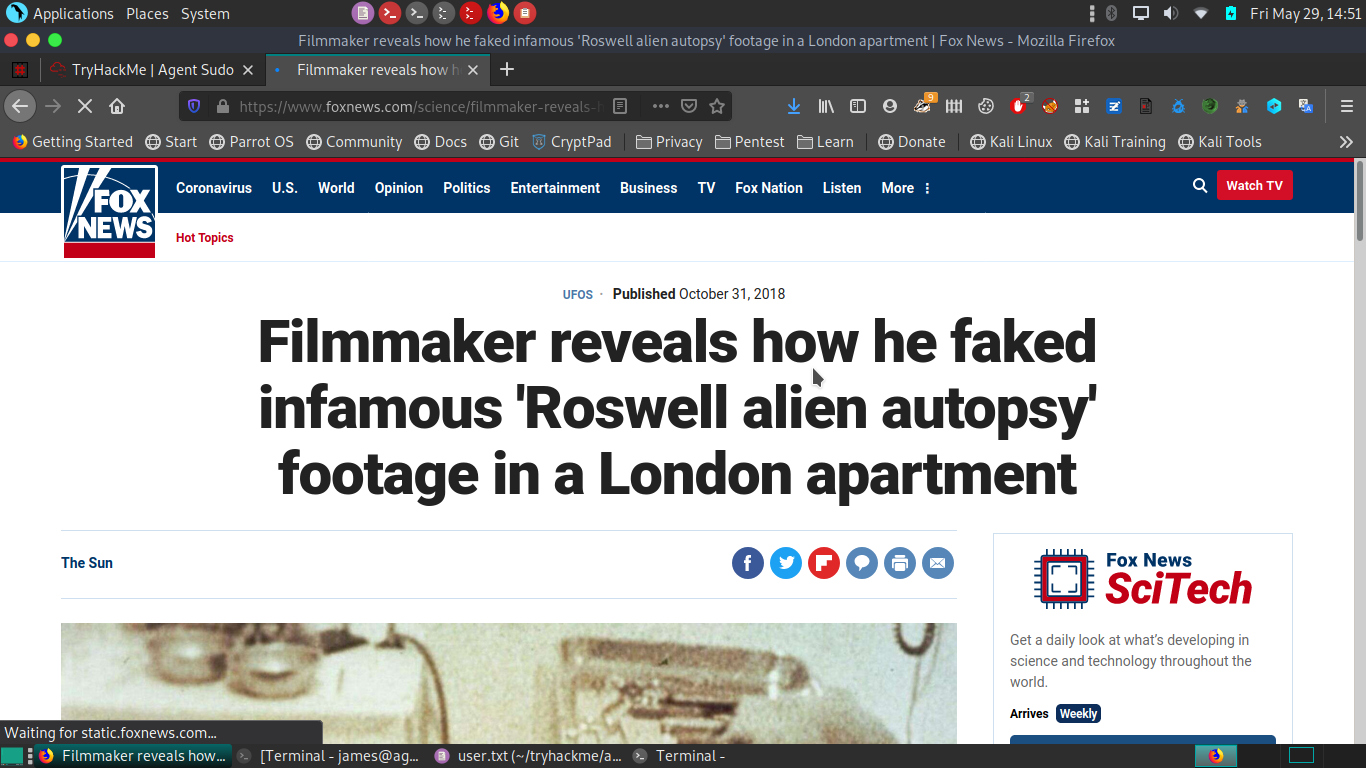 Applications Places System
Fri May 29, 14:51
Filmmaker reveals how he faked infamous 'Roswell alien autopsy' footage in a London apartment | Fox News - Mozilla Firefox
TryHackMe | Agent Sudo
Filmmaker reveals how h
https://www.foxnews.com/science/filmmaker-reveals-h
9
2
Getting Started Start Parrot OS Community Docs Git CryptPad Privacy Pentest Learn Donate Kali Linux Kali Training Kali Tools
FOX NEWS
Coronavirus U.S. World Opinion Politics Entertainment Business TV Fox Nation Listen More
Watch TV
Hot Topics
UFOS · Published October 31, 2018
Filmmaker reveals how he faked
infamous 'Roswell alien autopsy'
footage in a London apartment
The Sun
Fox News
SciTech
Get a daily look at what's developing in
science and technology throughout the
world.
Arrives Weekly
Waiting for static.foxnews.com...
Filmmaker reveals how...
[Terminal - james@ag...
user.txt (~/tryhackme/a...
Terminal -